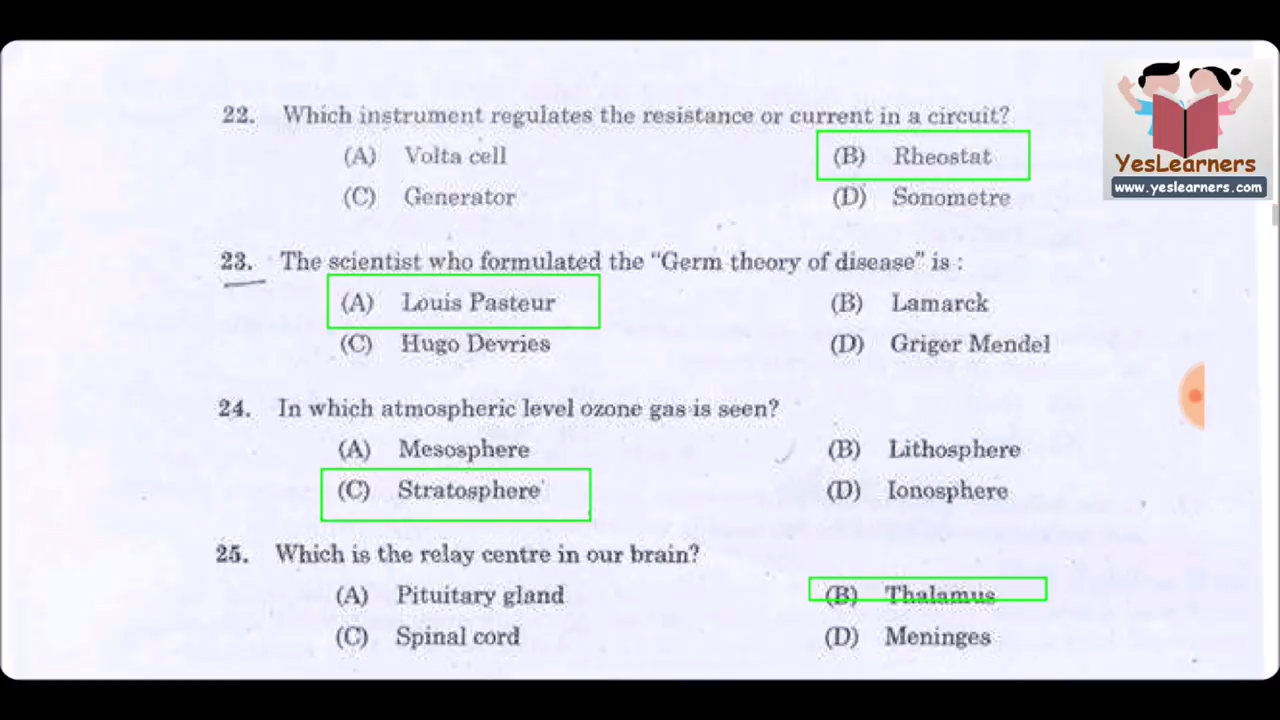 22. Which instrument regulates the resistance or current in a circuit?
(A) Volta cell (B) Rheostat
(C) Generator (D) Sonometre
23. The scientist who formulated the “Germ theory of disease” is :
(A) Louis Pasteur (B) Lamarck
(C) Hugo Devries (D) Griger Mendel
24. In which atmospheric level ozone gas is seen?
(A) Mesosphere (B) Lithosphere
(C) Stratosphere (D) Ionosphere
25. Which is the relay centre in our brain?
(A) Pituitary gland (B) Thalamus
(C) Spinal cord (D) Meninges
YesLearners
www.yeslearners.com